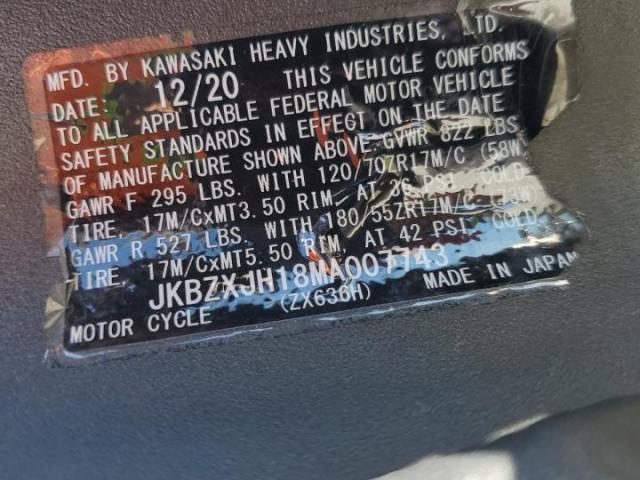 MFD. BY KAWASAKI HEAVY INDUSTRIES, LTD.
DATE: 12/20 THIS VEHICLE CONFORMS
TO ALL APPLICABLE FEDERAL MOTOR VEHICLE
SAFETY STANDARDS IN EFFECT ON THE DATE
OF MANUFACTURE SHOWN ABOVE.GVWR 822 LBS
GAWR F 295 LBS. WITH 120/70ZR17M/C (58W)
TIRE, 17M/CxMT3.50 RIM, AT 36 PSI COLD.
GAWR R 527 LBS. WITH 180/55ZR17M/C (73W)
TIRE, 17M/CxMT5.50 RIM, AT 42 PSI COLD.
JKBZXJH18MA007743
MOTOR CYCLE (ZX636H) MADE IN JAPAN